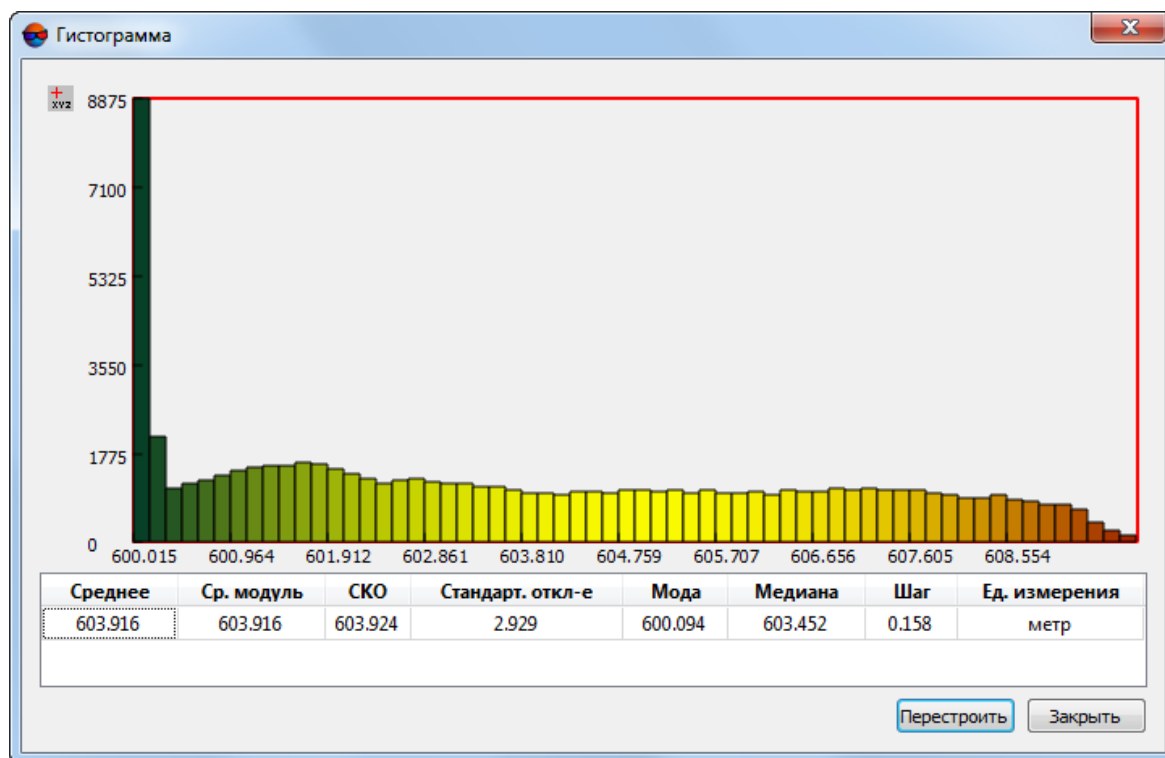 Гистограмма
X
+
XYZ
8875
7100
5325
3550
1775
0
600.015 600.964 601.912 602.861 603.810 604.759 605.707 606.656 607.605 608.554
Среднее Ср. модуль СКО Стандарт. откл-е Мода Медиана Шаг Ед. измерения
603.916 603.916 603.924 2.929 600.094 603.452 0.158 метр
Перестроить Закрыть